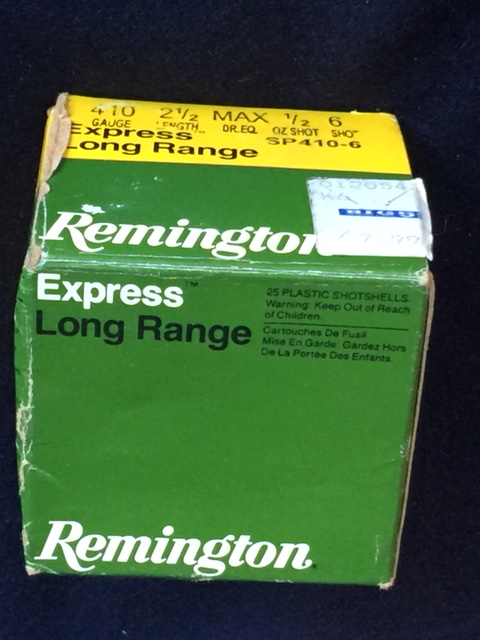 410 2½ MAX ½ 6
GAUGE LENGTH DR.EQ. OZ SHOT SHOT
Express SP410-6
Long Range
BIG5
Remington
Express™
Long Range
25 PLASTIC SHOTSHELLS.
Warning: Keep Out of Reach
of Children.
Cartouches De Fusil
Mise En Garde. Gardez Hors
De La Portée Des Enfants.
Remington